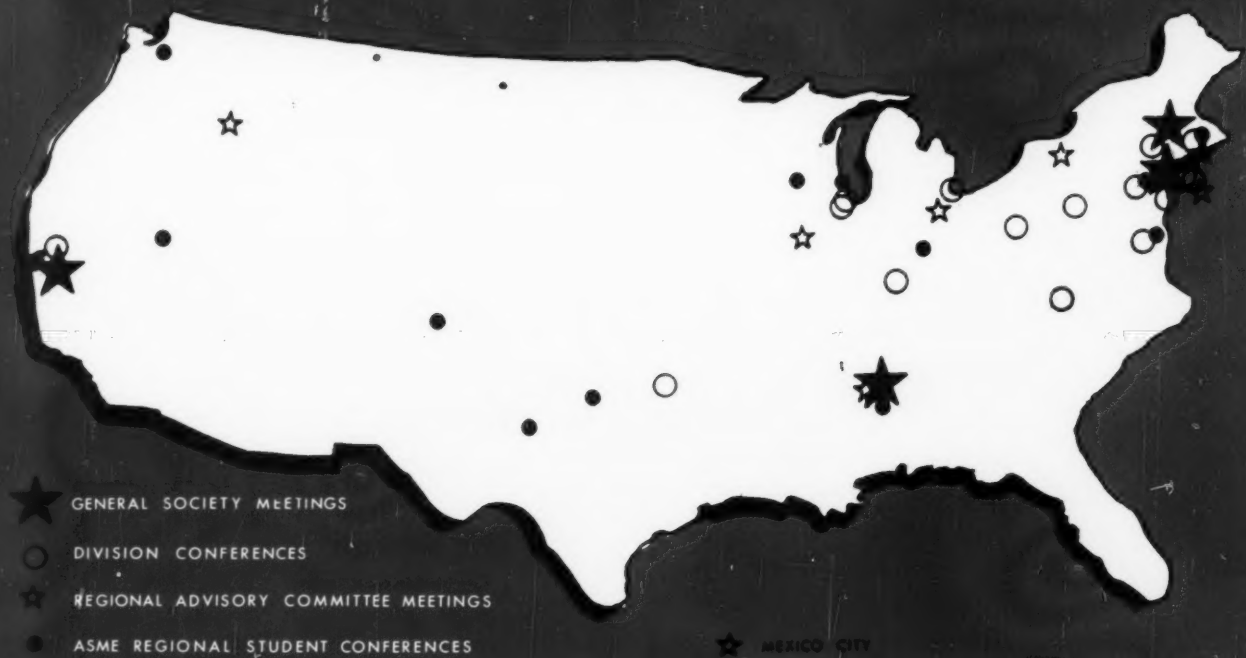 GENERAL SOCIETY MEETINGS
DIVISION CONFERENCES
REGIONAL ADVISORY COMMITTEE MEETINGS
ASME REGIONAL STUDENT CONFERENCES
MEXICO CITY